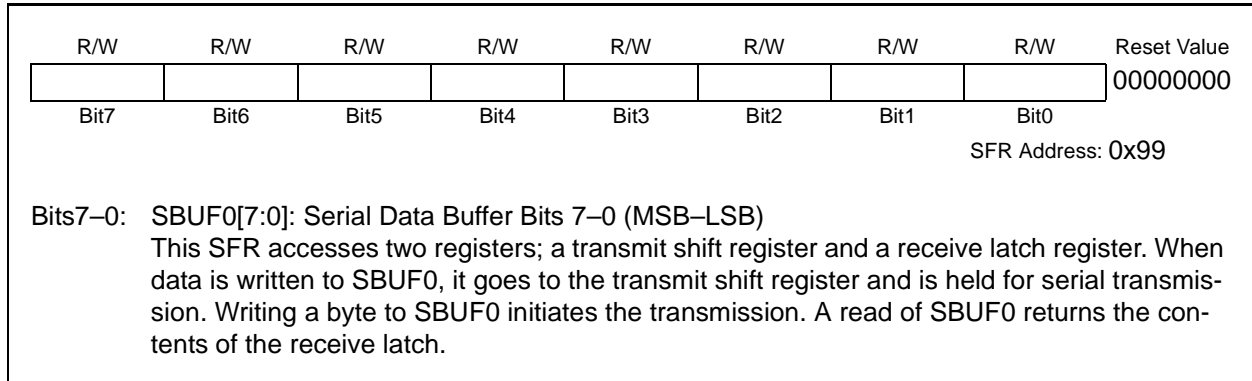 R/W R/W R/W R/W R/W R/W R/W R/W Reset Value
00000000
Bit7 Bit6 Bit5 Bit4 Bit3 Bit2 Bit1 Bit0
SFR Address: 0x99
Bits7–0: SBUF0[7:0]: Serial Data Buffer Bits 7–0 (MSB–LSB)
This SFR accesses two registers; a transmit shift register and a receive latch register. When
data is written to SBUF0, it goes to the transmit shift register and is held for serial transmis-
sion. Writing a byte to SBUF0 initiates the transmission. A read of SBUF0 returns the con-
tents of the receive latch.